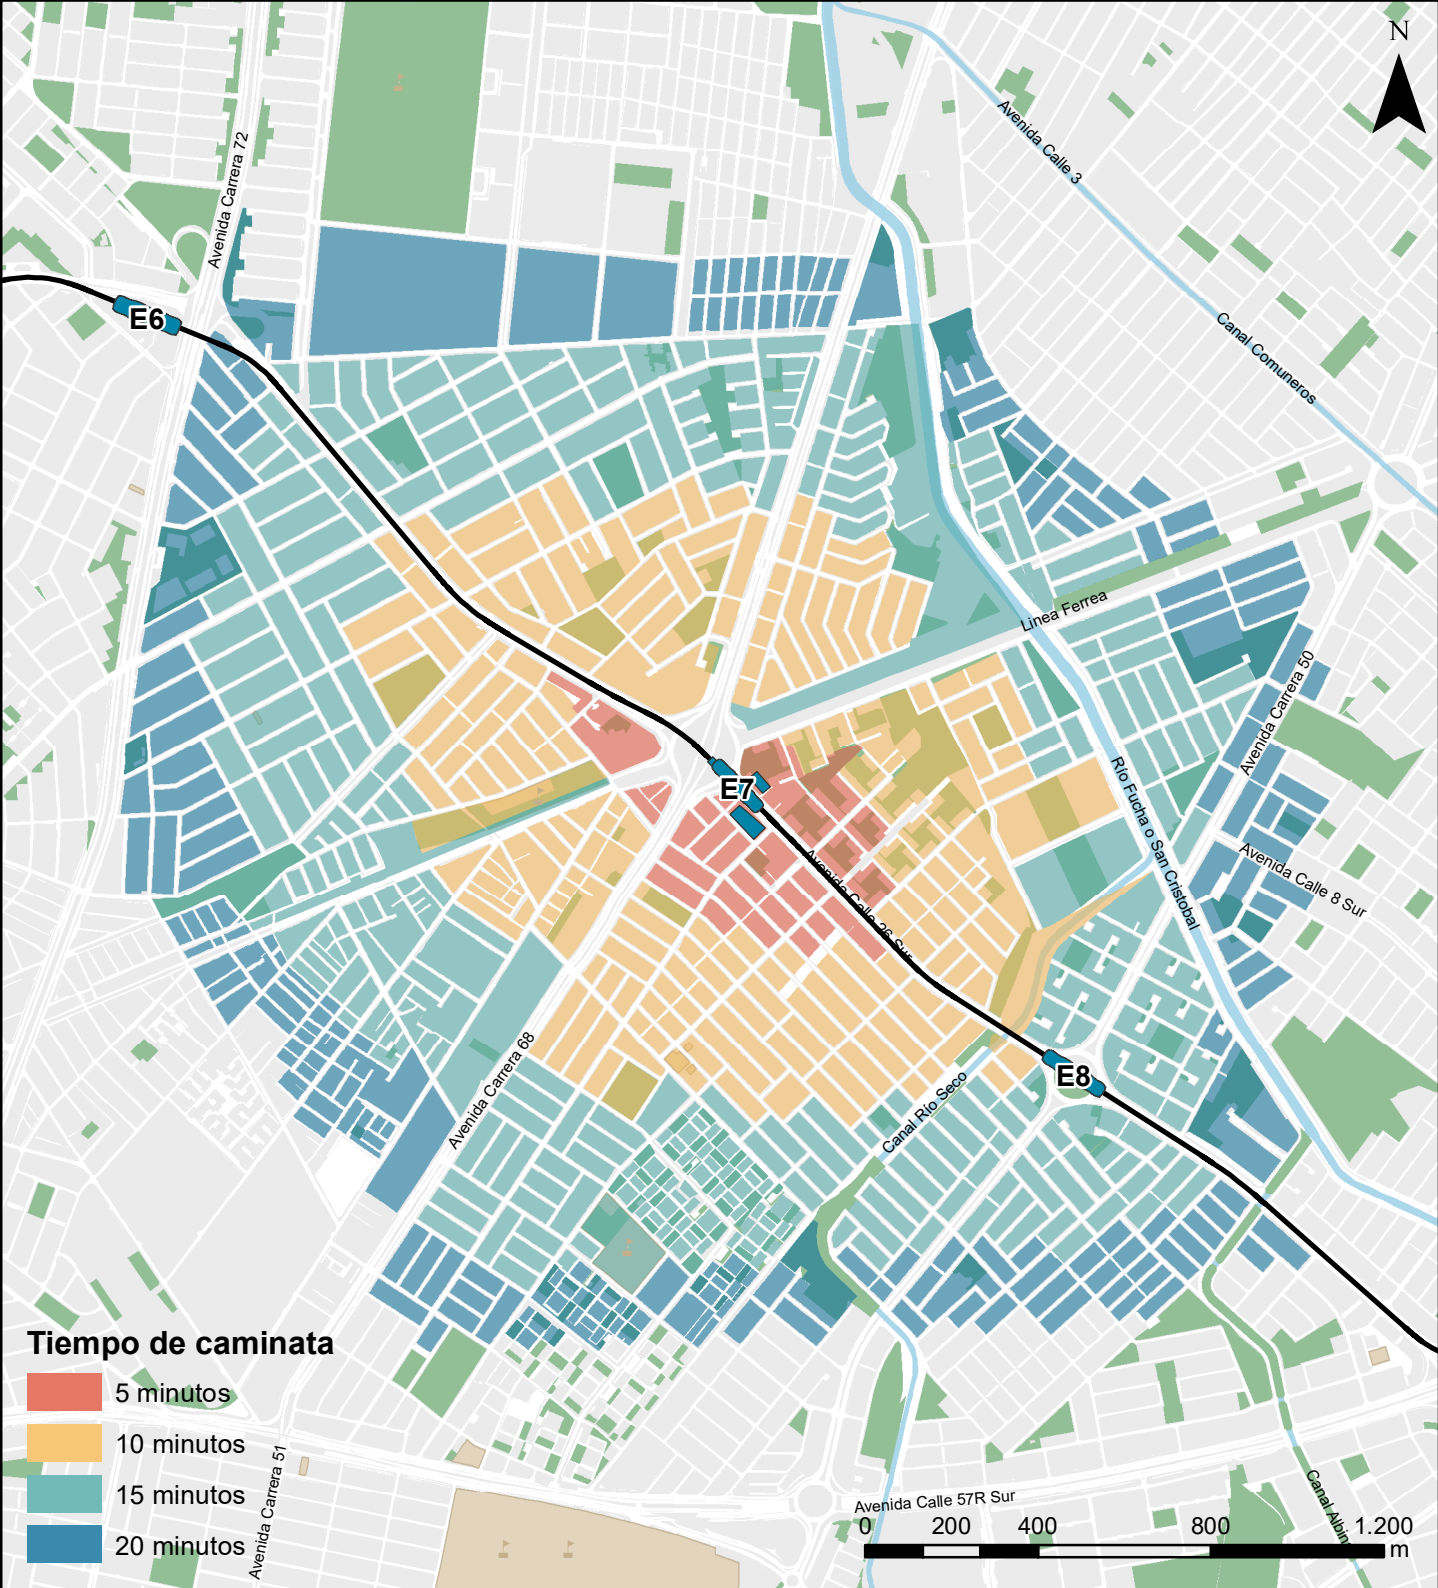 N
Avenida Calle 3
Avenida Carrera 72
E6
Canal Comuneros
Linea Ferrea
Avenida Carrera 50
E7
Río Fucha o San Cristobal
Avenida Calle 8 Sur
Avenida Calle 26 Sur
Avenida Carrera 68
E8
Canal Río Seco
Tiempo de caminata
5 minutos
10 minutos
15 minutos
20 minutos
Avenida Carrera 51
Avenida Calle 57R Sur
Canal Albin
0 200 400 800 1.200
m